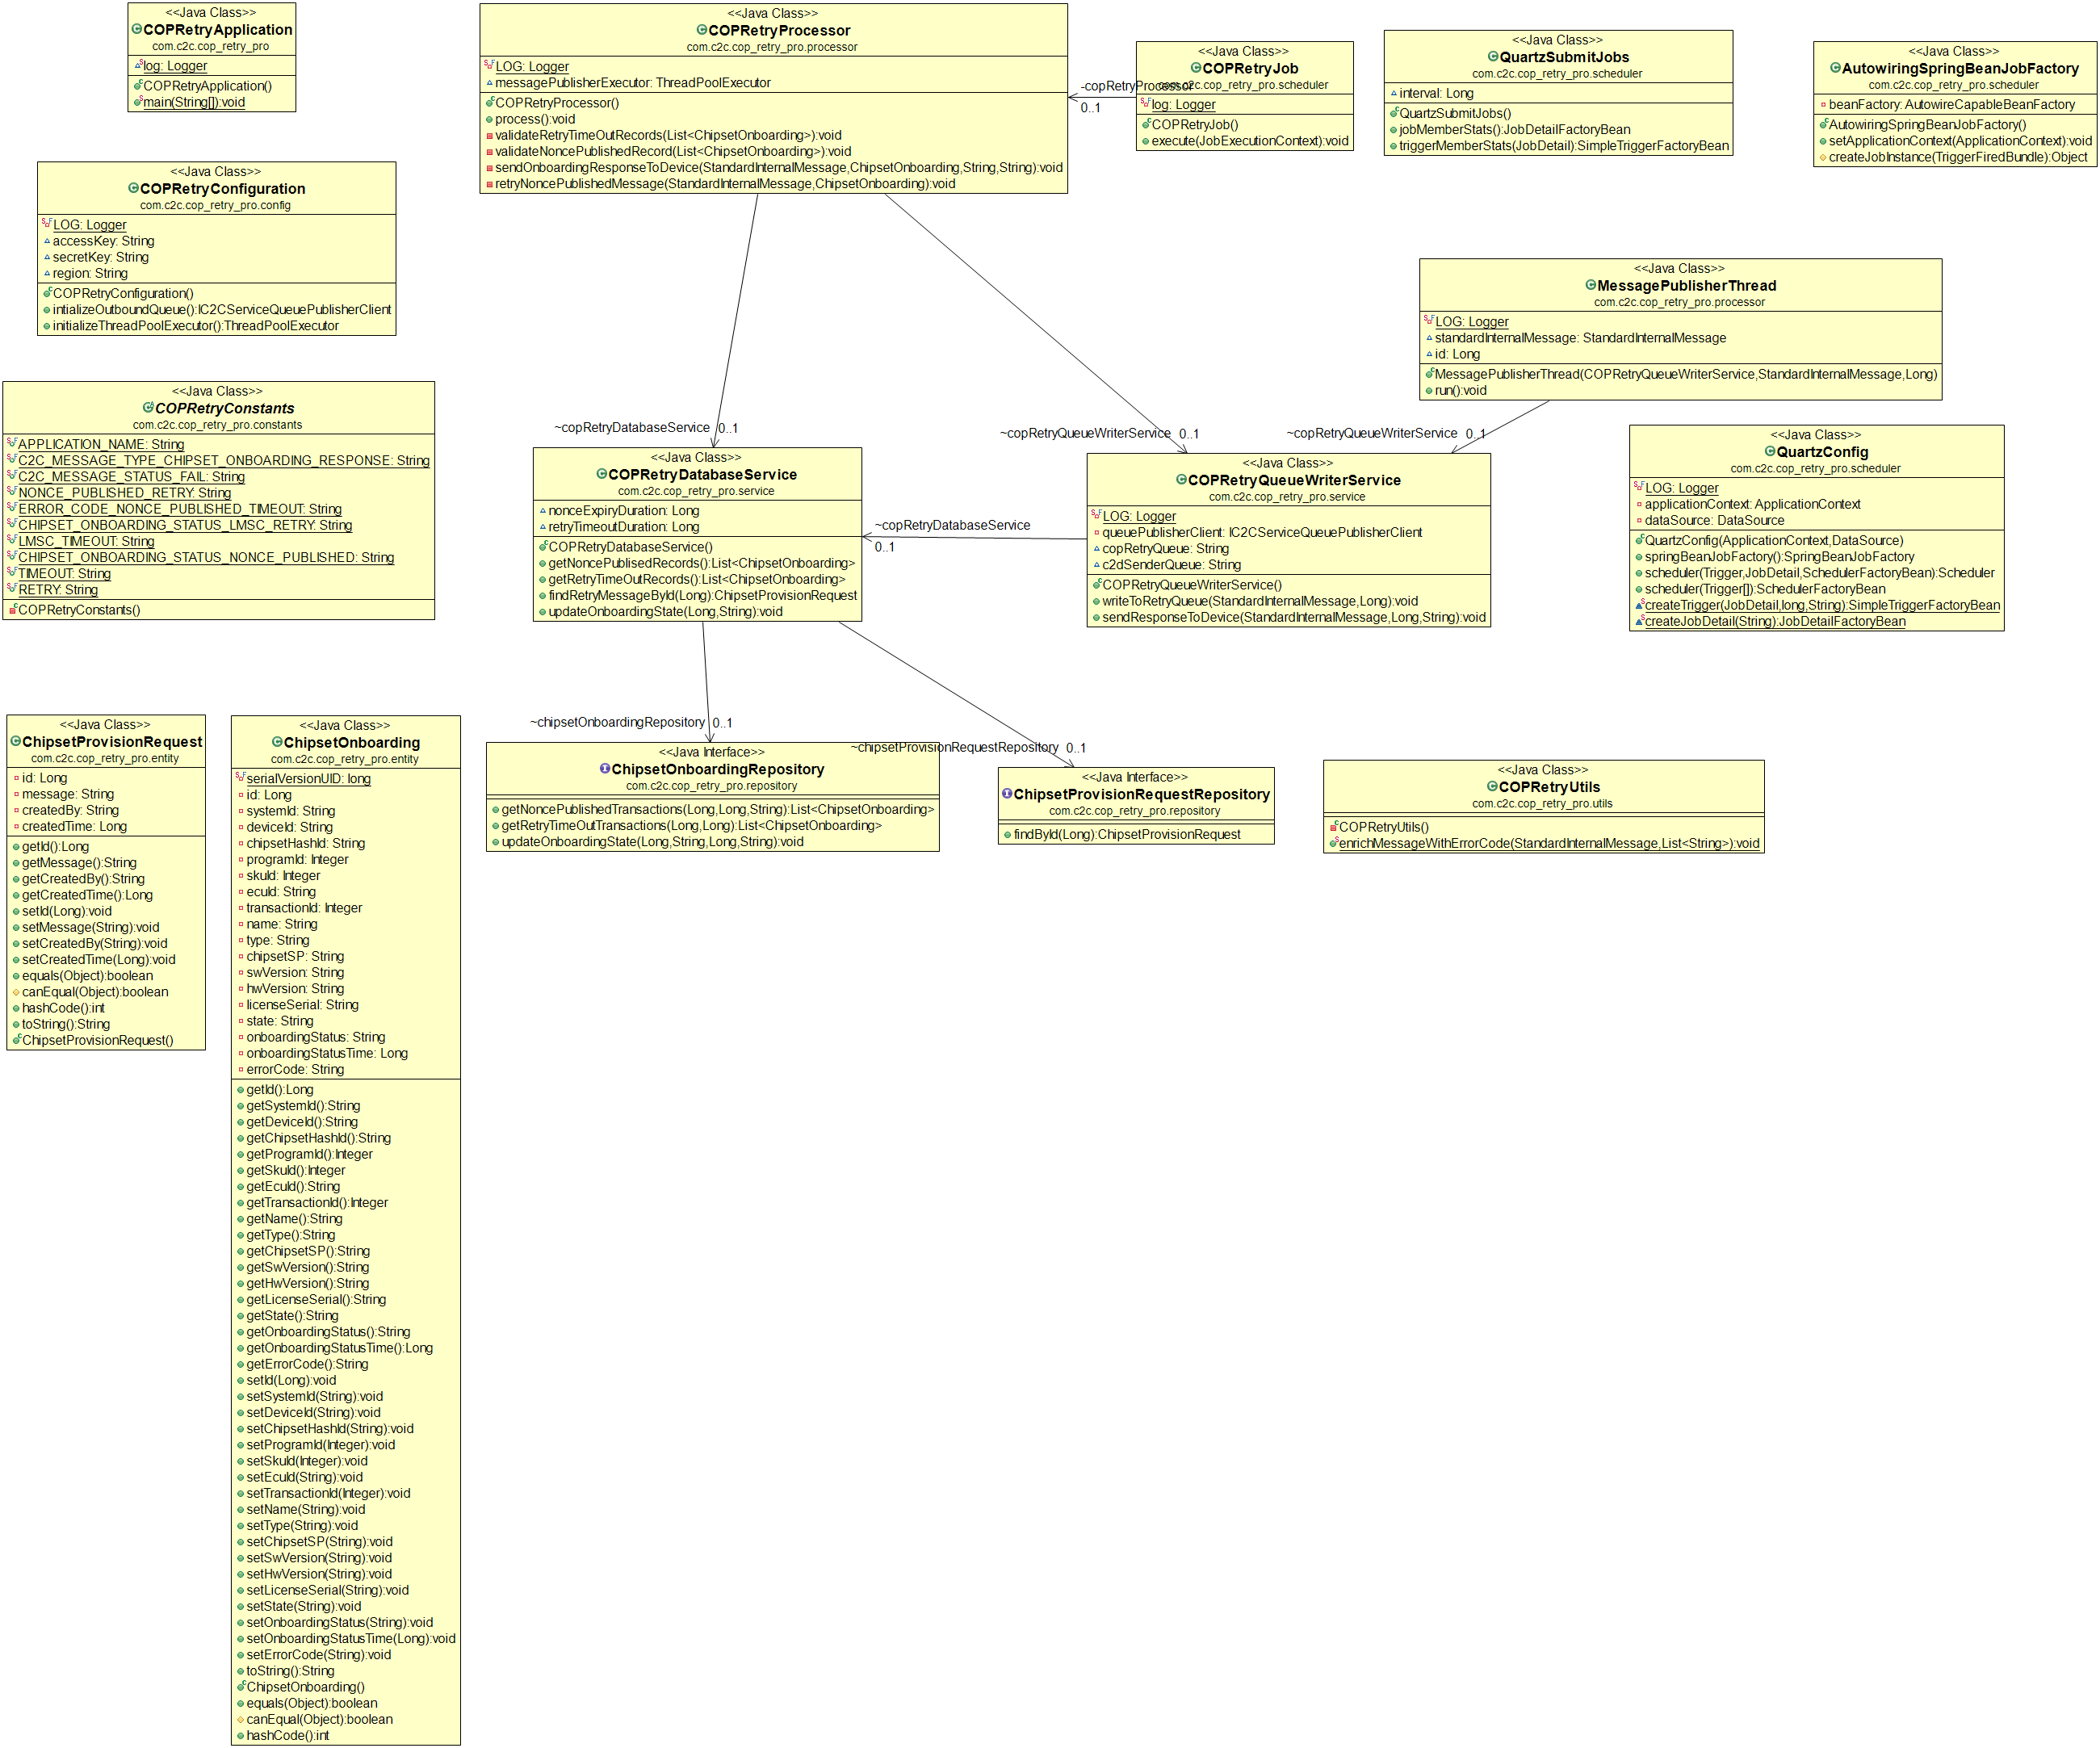 <<Java Class>>
COPRetryApplication
com.c2c.cop_retry_pro
log: Logger
COPRetryApplication()
main(String[]):void
<<Java Class>>
COPRetryProcessor
com.c2c.cop_retry_pro.processor
LOG: Logger
messagePublisherExecutor: ThreadPoolExecutor
COPRetryProcessor()
process():void
validateRetryTimeOutRecords(List<ChipsetOnboarding>):void
validateNoncePublishedRecord(List<ChipsetOnboarding>):void
sendOnboardingResponseToDevice(StandardInternalMessage,ChipsetOnboarding,String,String):void
retryNoncePublishedMessage(StandardInternalMessage,ChipsetOnboarding):void
-copRetryProcessor
0..1
<<Java Class>>
COPRetryJob
com.c2c.cop_retry_pro.scheduler
log: Logger
COPRetryJob()
execute(JobExecutionContext):void
<<Java Class>>
QuartzSubmitJobs
com.c2c.cop_retry_pro.scheduler
interval: Long
QuartzSubmitJobs()
jobMemberStats():JobDetailFactoryBean
triggerMemberStats(JobDetail):SimpleTriggerFactoryBean
<<Java Class>>
AutowiringSpringBeanJobFactory
com.c2c.cop_retry_pro.scheduler
beanFactory: AutowireCapableBeanFactory
AutowiringSpringBeanJobFactory()
setApplicationContext(ApplicationContext):void
createJobInstance(TriggerFiredBundle):Object
<<Java Class>>
COPRetryConfiguration
com.c2c.cop_retry_pro.config
LOG: Logger
accessKey: String
secretKey: String
region: String
COPRetryConfiguration()
intializeOutboundQueue():IC2CServiceQueuePublisherClient
initializeThreadPoolExecutor():ThreadPoolExecutor
<<Java Class>>
MessagePublisherThread
com.c2c.cop_retry_pro.processor
LOG: Logger
standardInternalMessage: StandardInternalMessage
id: Long
MessagePublisherThread(COPRetryQueueWriterService,StandardInternalMessage,Long)
run():void
<<Java Class>>
COPRetryConstants
com.c2c.cop_retry_pro.constants
APPLICATION_NAME: String
C2C_MESSAGE_TYPE_CHIPSET_ONBOARDING_RESPONSE: String
C2C_MESSAGE_STATUS_FAIL: String
NONCE_PUBLISHED_RETRY: String
ERROR_CODE_NONCE_PUBLISHED_TIMEOUT: String
CHIPSET_ONBOARDING_STATUS_LMSC_RETRY: String
LMSC_TIMEOUT: String
CHIPSET_ONBOARDING_STATUS_NONCE_PUBLISHED: String
TIMEOUT: String
RETRY: String
COPRetryConstants()
~copRetryDatabaseService 0..1
~copRetryQueueWriterService 0..1
~copRetryQueueWriterService 0..1
<<Java Class>>
COPRetryDatabaseService
com.c2c.cop_retry_pro.service
nonceExpiryDuration: Long
retryTimeoutDuration: Long
COPRetryDatabaseService()
getNoncePublisedRecords():List<ChipsetOnboarding>
getRetryTimeOutRecords():List<ChipsetOnboarding>
findRetryMessageById(Long):ChipsetProvisionRequest
updateOnboardingState(Long,String):void
~copRetryDatabaseService
0..1
<<Java Class>>
COPRetryQueueWriterService
com.c2c.cop_retry_pro.service
LOG: Logger
queuePublisherClient: IC2CServiceQueuePublisherClient
copRetryQueue: String
c2dSenderQueue: String
COPRetryQueueWriterService()
writeToRetryQueue(StandardInternalMessage,Long):void
sendResponseToDevice(StandardInternalMessage,Long,String):void
<<Java Class>>
QuartzConfig
com.c2c.cop_retry_pro.scheduler
LOG: Logger
applicationContext: ApplicationContext
dataSource: DataSource
QuartzConfig(ApplicationContext,DataSource)
springBeanJobFactory():SpringBeanJobFactory
scheduler(Trigger,JobDetail,SchedulerFactoryBean):Scheduler
scheduler(Trigger[]):SchedulerFactoryBean
createTrigger(JobDetail,long,String):SimpleTriggerFactoryBean
createJobDetail(String):JobDetailFactoryBean
<<Java Class>>
ChipsetProvisionRequest
com.c2c.cop_retry_pro.entity
id: Long
message: String
createdBy: String
createdTime: Long
getId():Long
getMessage():String
getCreatedBy():String
getCreatedTime():Long
setId(Long):void
setMessage(String):void
setCreatedBy(String):void
setCreatedTime(Long):void
equals(Object):boolean
canEqual(Object):boolean
hashCode():int
toString():String
ChipsetProvisionRequest()
<<Java Class>>
ChipsetOnboarding
com.c2c.cop_retry_pro.entity
serialVersionUID: long
id: Long
systemId: String
deviceId: String
chipsetHashId: String
programId: Integer
skuId: Integer
ecuId: String
transactionId: Integer
name: String
type: String
chipsetSP: String
swVersion: String
hwVersion: String
licenseSerial: String
state: String
onboardingStatus: String
onboardingStatusTime: Long
errorCode: String
getId():Long
getSystemId():String
getDeviceId():String
getChipsetHashId():String
getProgramId():Integer
getSkuId():Integer
getEcuId():String
getTransactionId():Integer
getName():String
getType():String
getChipsetSP():String
getSwVersion():String
getHwVersion():String
getLicenseSerial():String
getState():String
getOnboardingStatus():String
getOnboardingStatusTime():Long
getErrorCode():String
setId(Long):void
setSystemId(String):void
setDeviceId(String):void
setChipsetHashId(String):void
setProgramId(Integer):void
setSkuId(Integer):void
setEcuId(String):void
setTransactionId(Integer):void
setName(String):void
setType(String):void
setChipsetSP(String):void
setSwVersion(String):void
setHwVersion(String):void
setLicenseSerial(String):void
setState(String):void
setOnboardingStatus(String):void
setOnboardingStatusTime(Long):void
setErrorCode(String):void
toString():String
ChipsetOnboarding()
equals(Object):boolean
canEqual(Object):boolean
hashCode():int
~chipsetOnboardingRepository 0..1
<<Java Interface>>
ChipsetOnboardingRepository
com.c2c.cop_retry_pro.repository
getNoncePublishedTransactions(Long,Long,String):List<ChipsetOnboarding>
getRetryTimeOutTransactions(Long,Long):List<ChipsetOnboarding>
updateOnboardingState(Long,String,Long,String):void
~chipsetProvisionRequestRepository 0..1
<<Java Interface>>
ChipsetProvisionRequestRepository
com.c2c.cop_retry_pro.repository
findById(Long):ChipsetProvisionRequest
<<Java Class>>
COPRetryUtils
com.c2c.cop_retry_pro.utils
COPRetryUtils()
enrichMessageWithErrorCode(StandardInternalMessage,List<String>):void